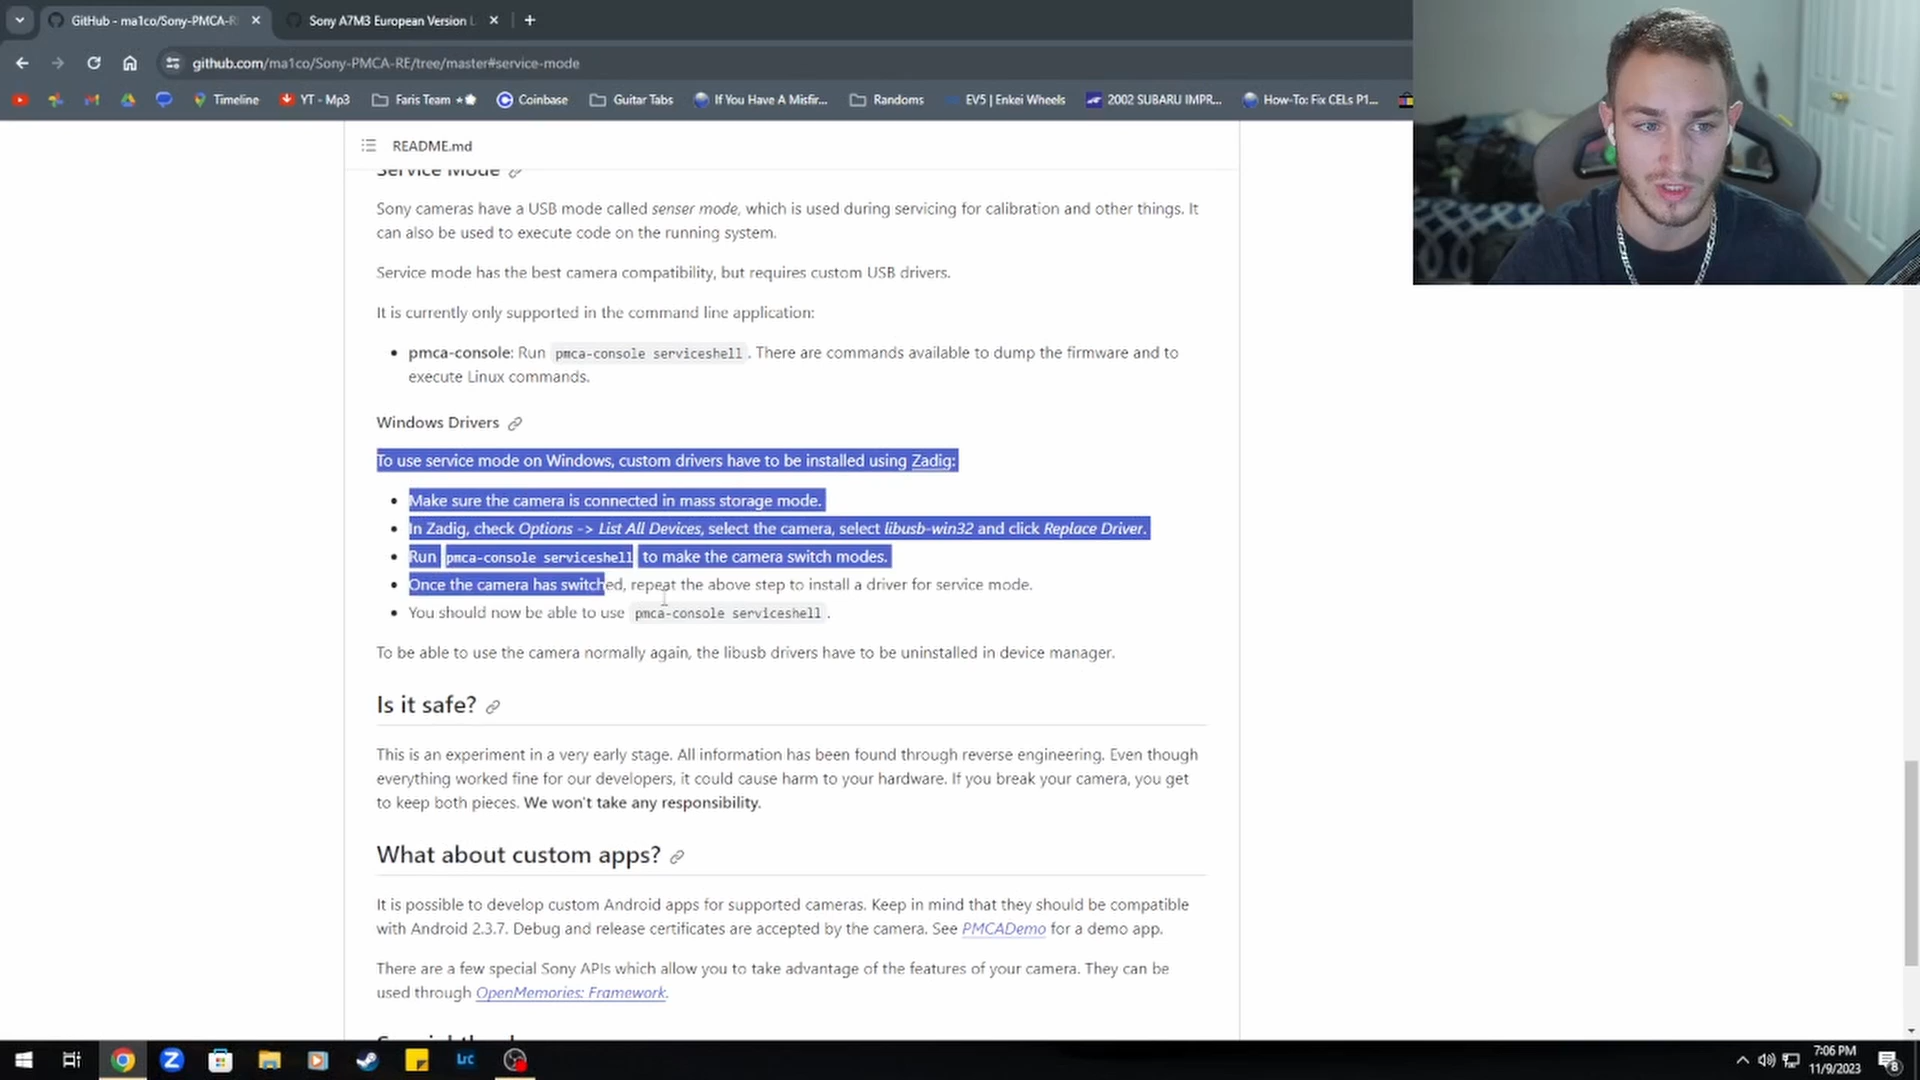 GitHub - ma1co/Sony-PMCA-R
Sony A7M3 European Version
github.com/ma1co/Sony-PMCA-RE/tree/master#service-mode
Timeline
YT - Mp3
Faris Team
Coinbase
Guitar Tabs
If You Have A Misfir...
Randoms
EV5 | Enkei Wheels
2002 SUBARU IMPR...
How-To: Fix CELs P1...
README.md
Service Mode
Sony cameras have a USB mode called senser mode, which is used during servicing for calibration and other things. It
can also be used to execute code on the running system.
Service mode has the best camera compatibility, but requires custom USB drivers.
It is currently only supported in the command line application:
pmca-console: Run pmca-console serviceshell. There are commands available to dump the firmware and to
execute Linux commands.
Windows Drivers
To use service mode on Windows, custom drivers have to be installed using Zadig:
Make sure the camera is connected in mass storage mode.
In Zadig, check Options -> List All Devices, select the camera, select libusb-win32 and click Replace Driver.
Run pmca-console serviceshell to make the camera switch modes.
Once the camera has switched, repeat the above step to install a driver for service mode.
You should now be able to use pmca-console serviceshell.
To be able to use the camera normally again, the libusb drivers have to be uninstalled in device manager.
Is it safe?
This is an experiment in a very early stage. All information has been found through reverse engineering. Even though
everything worked fine for our developers, it could cause harm to your hardware. If you break your camera, you get
to keep both pieces. We won't take any responsibility.
What about custom apps?
It is possible to develop custom Android apps for supported cameras. Keep in mind that they should be compatible
with Android 2.3.7. Debug and release certificates are accepted by the camera. See PMCADemo for a demo app.
There are a few special Sony APIs which allow you to take advantage of the features of your camera. They can be
used through OpenMemories: Framework.
LrC
7:06 PM
11/9/2023
8